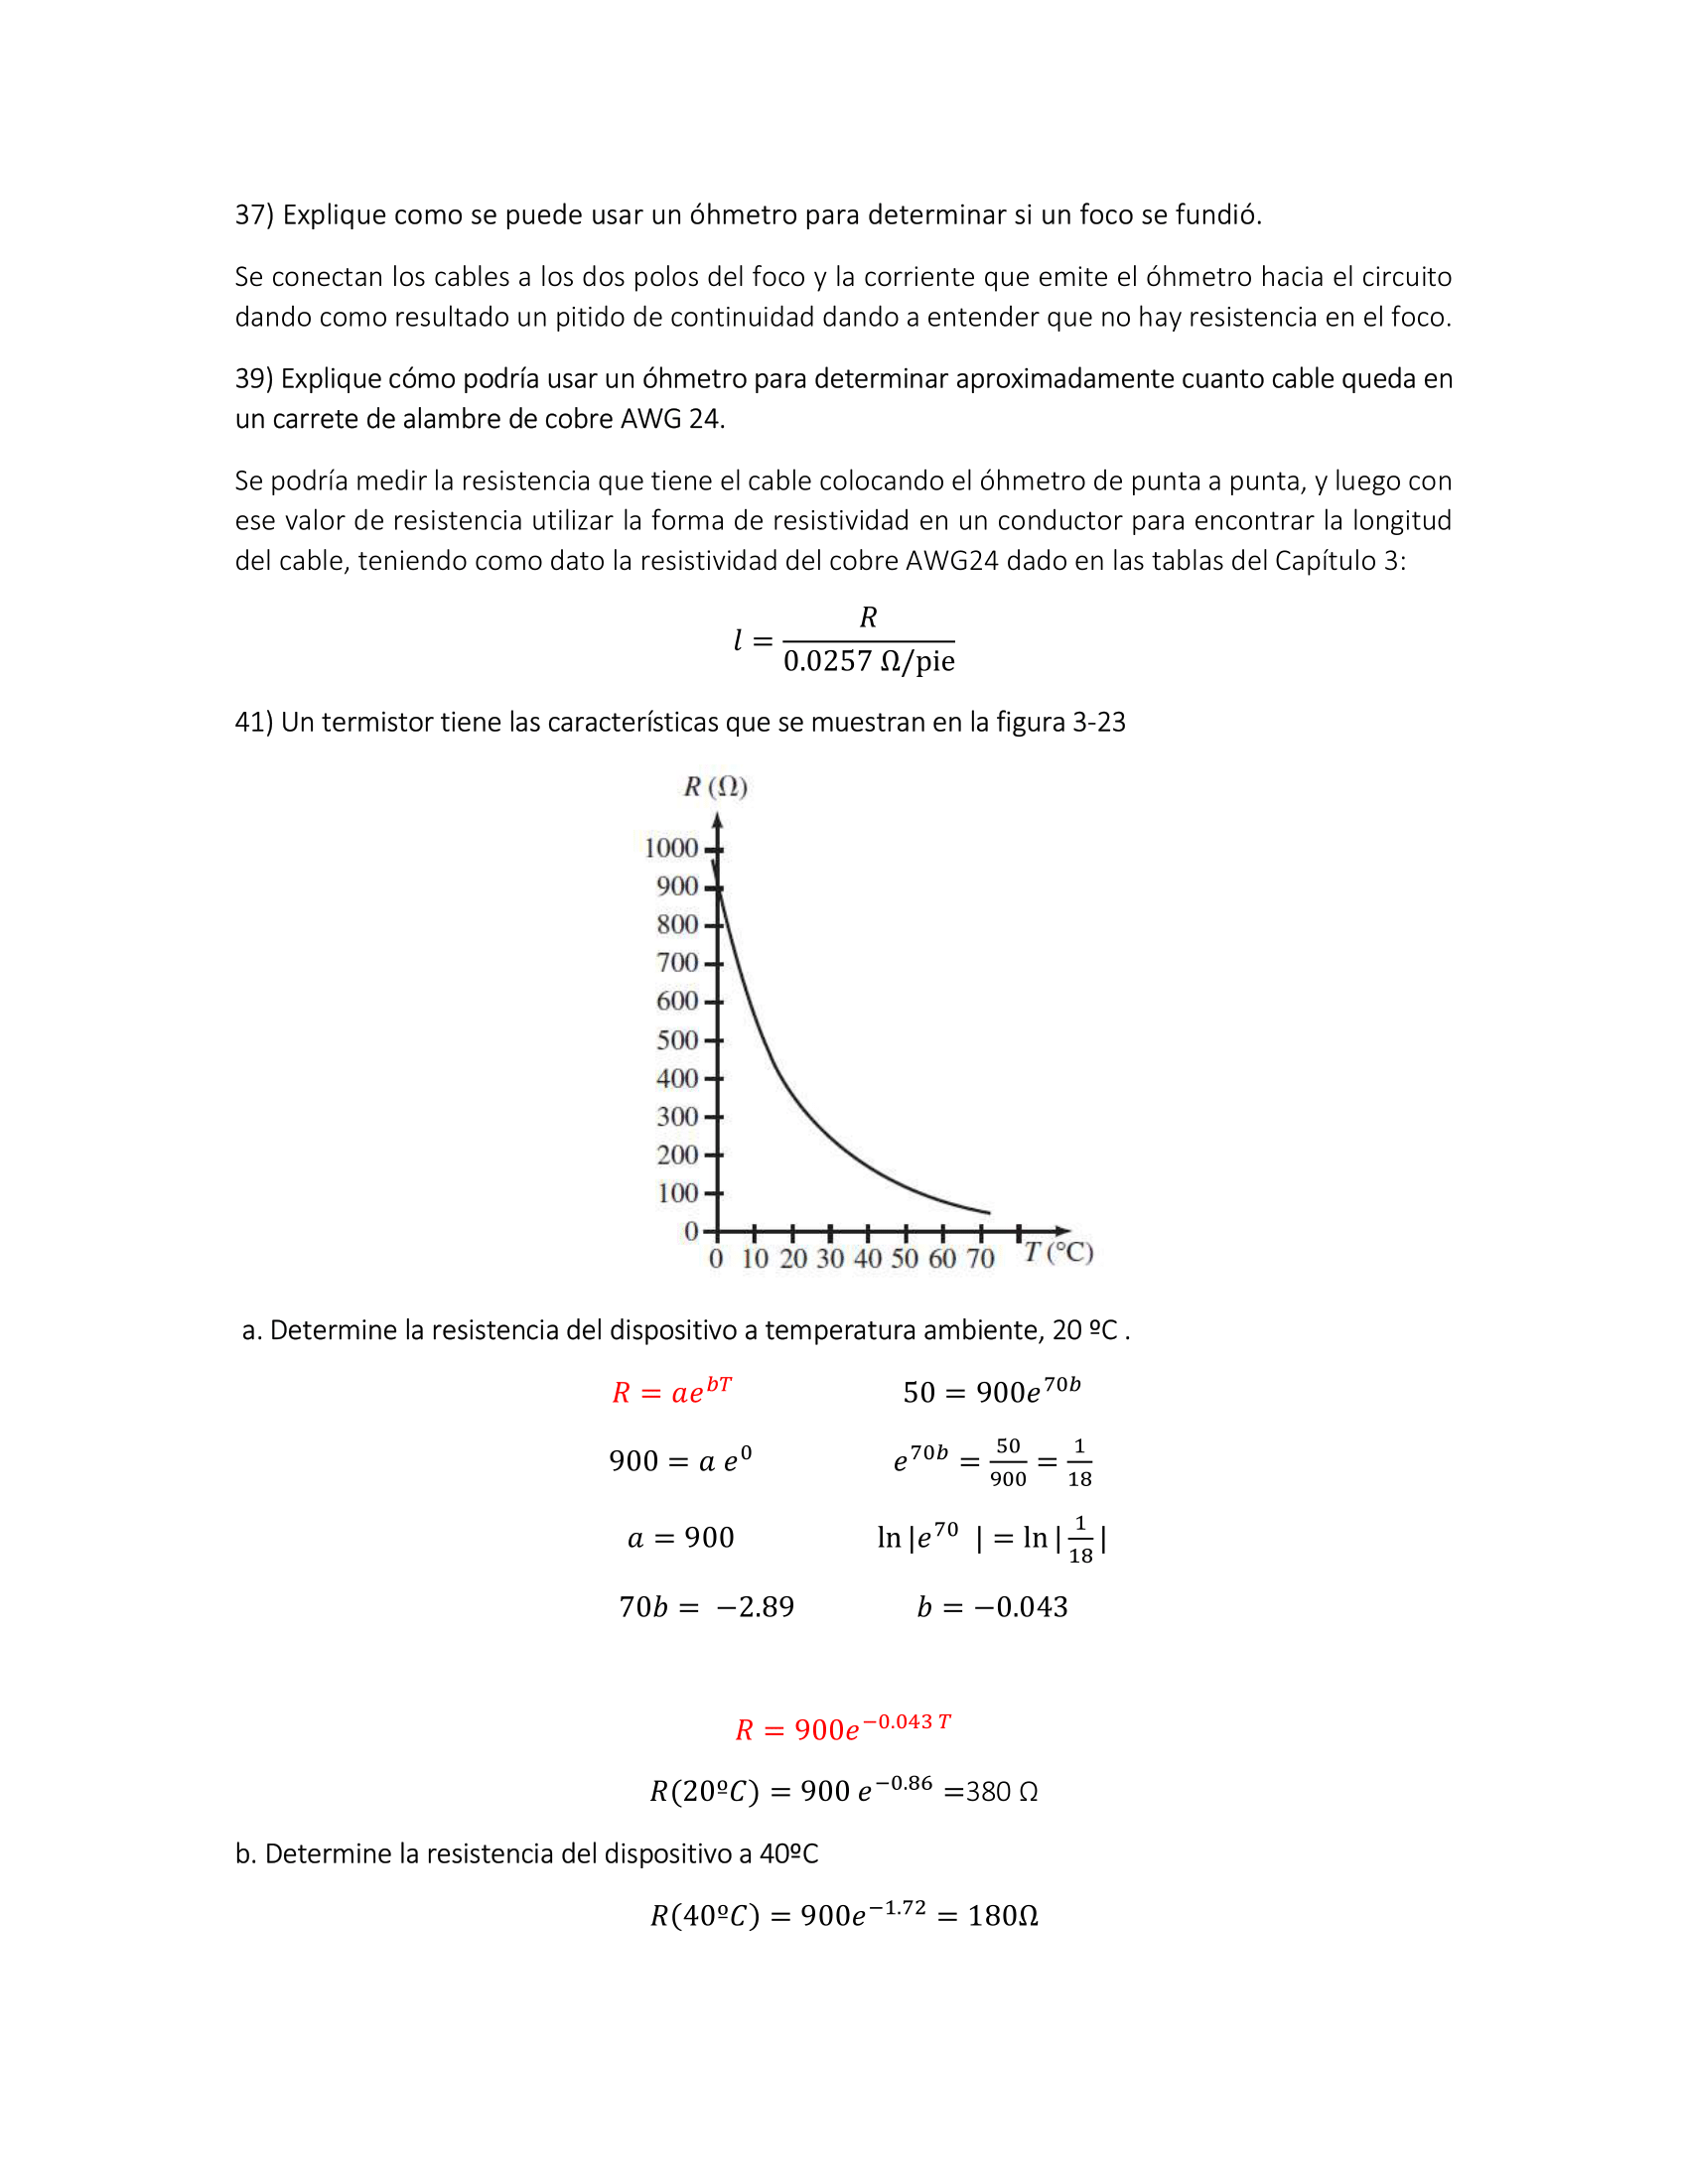 37) Explique como se puede usar un óhmetro para determinar si un foco se fundió.
Se conectan los cables a los dos polos del foco y la corriente que emite el óhmetro hacia el circuito
dando como resultado un pitido de continuidad dando a entender que no hay resistencia en el foco.
39) Explique cómo podría usar un óhmetro para determinar aproximadamente cuanto cable queda en
un carrete de alambre de cobre AWG 24.
Se podría medir la resistencia que tiene el cable colocando el óhmetro de punta a punta, y luego con
ese valor de resistencia utilizar la forma de resistividad en un conductor para encontrar la longitud
del cable, teniendo como dato la resistividad del cobre AWG24 dado en las tablas del Capítulo 3:
l = R / 0.0257 Ω/pie
41) Un termistor tiene las características que se muestran en la figura 3-23
R (Ω)
1000
900
800
700
600
500
400
300
200
100
0
0 10 20 30 40 50 60 70 T (°C)
a. Determine la resistencia del dispositivo a temperatura ambiente, 20 ºC .
R = ae^{bT} 50 = 900e^{70b}
900 = a e^0 e^{70b} = 50/900 = 1/18
a = 900 ln |e^{70} | = ln |1/18|
70b = −2.89 b = −0.043
R = 900e^{−0.043 T}
R(20ºC) = 900 e^{−0.86} =380 Ω
b. Determine la resistencia del dispositivo a 40ºC
R(40ºC) = 900e^{−1.72} = 180Ω